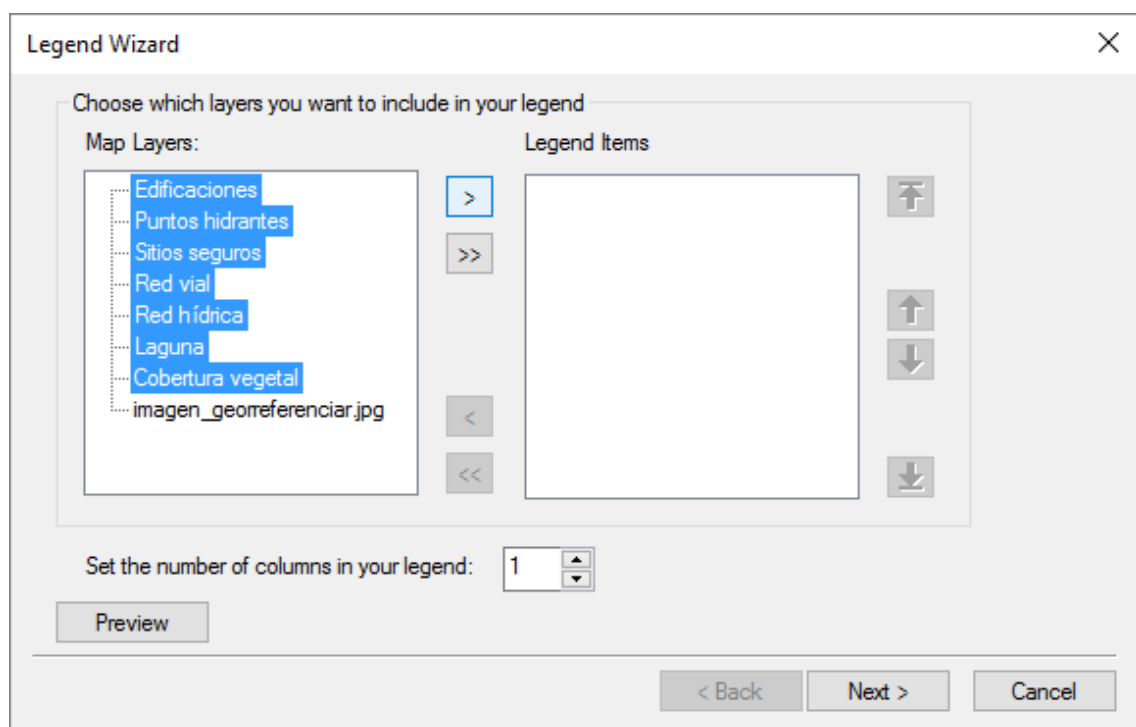 Legend Wizard
Choose which layers you want to include in your legend
Map Layers:
Legend Items
Edificaciones
Puntos hidrantes
Sitios seguros
Red vial
Red hídrica
Laguna
Cobertura vegetal
imagen_georreferenciar.jpg
>
>>
<
<<
Set the number of columns in your legend: 1
Preview
< Back Next > Cancel